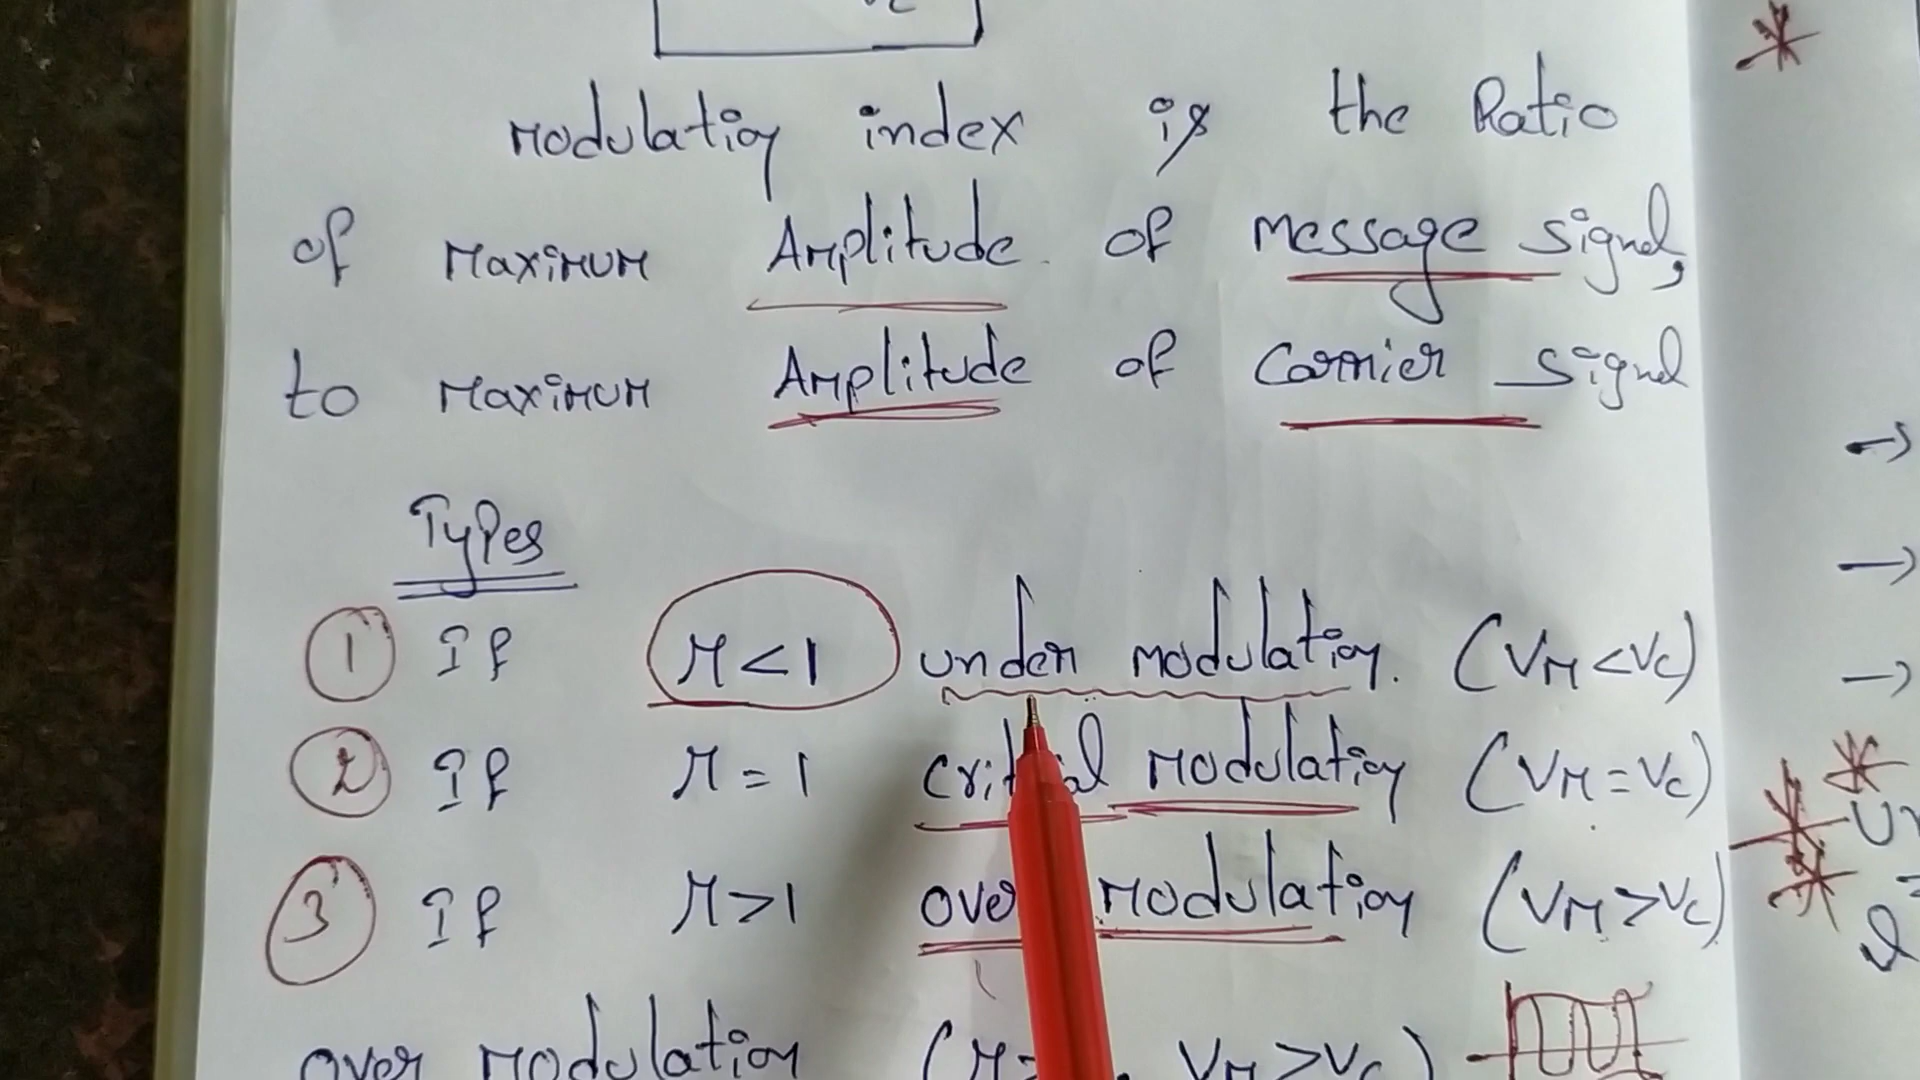 Modulation index is the Ratio
of Maximum Amplitude of message signal,
to Maximum Amplitude of Carrier signal
Types
1 If M<1 under modulation. (VM<VC)
2 If M=1 critical Modulation (VM=VC)
3 If M>1 over Modulation (VM>VC)
over Modulation VM>VC)